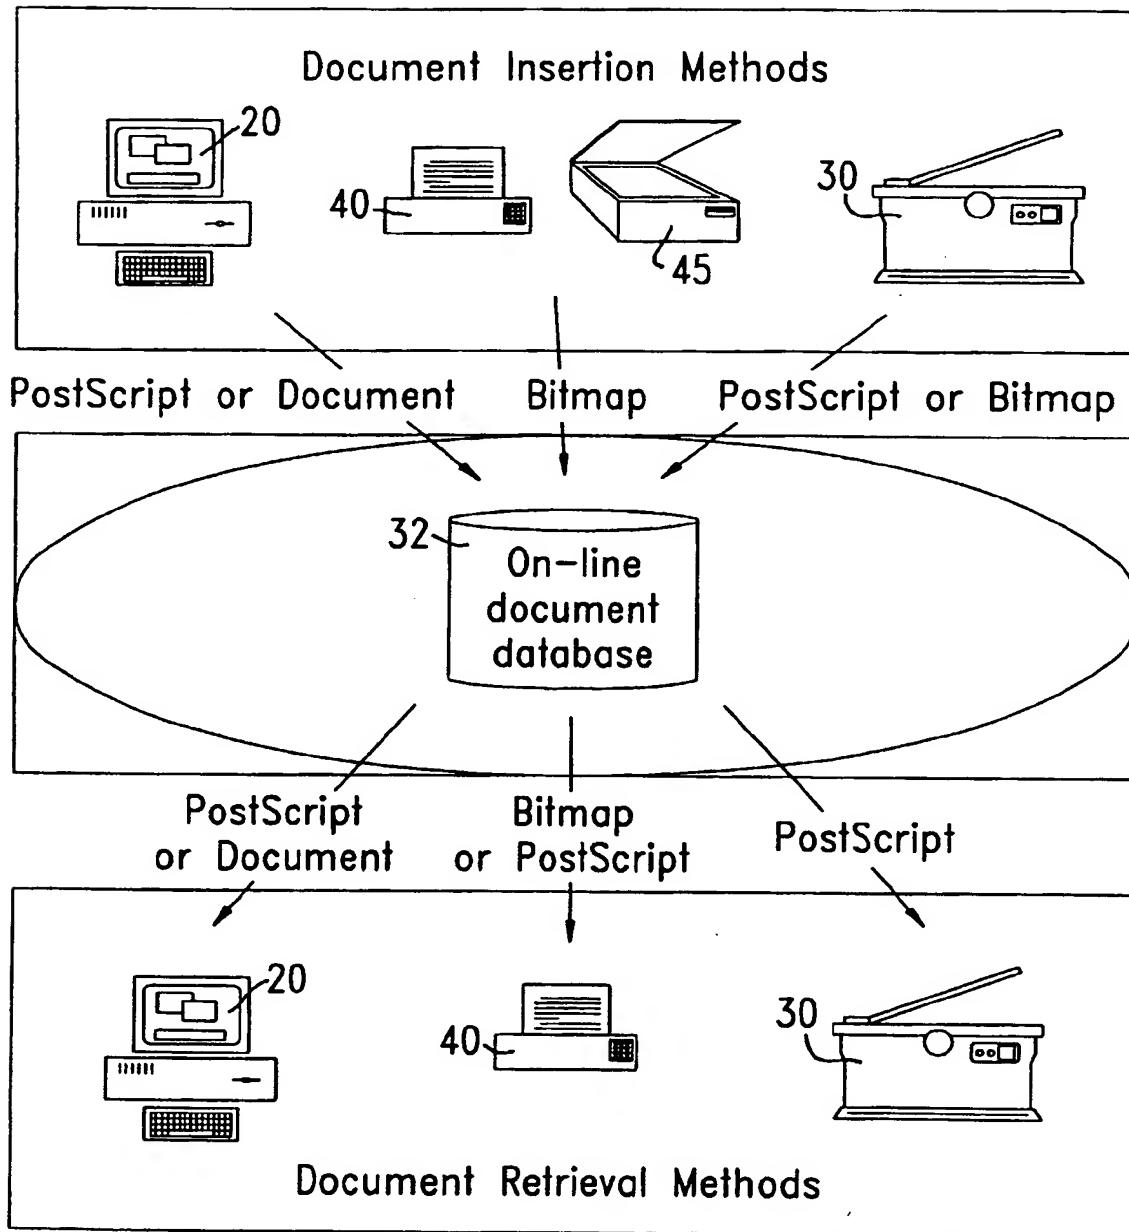 Document Insertion Methods
20
40
45
30
PostScript or Document
Bitmap
PostScript or Bitmap
32
On-line
document
database
PostScript
or Document
Bitmap
or PostScript
PostScript
20
40
30
Document Retrieval Methods